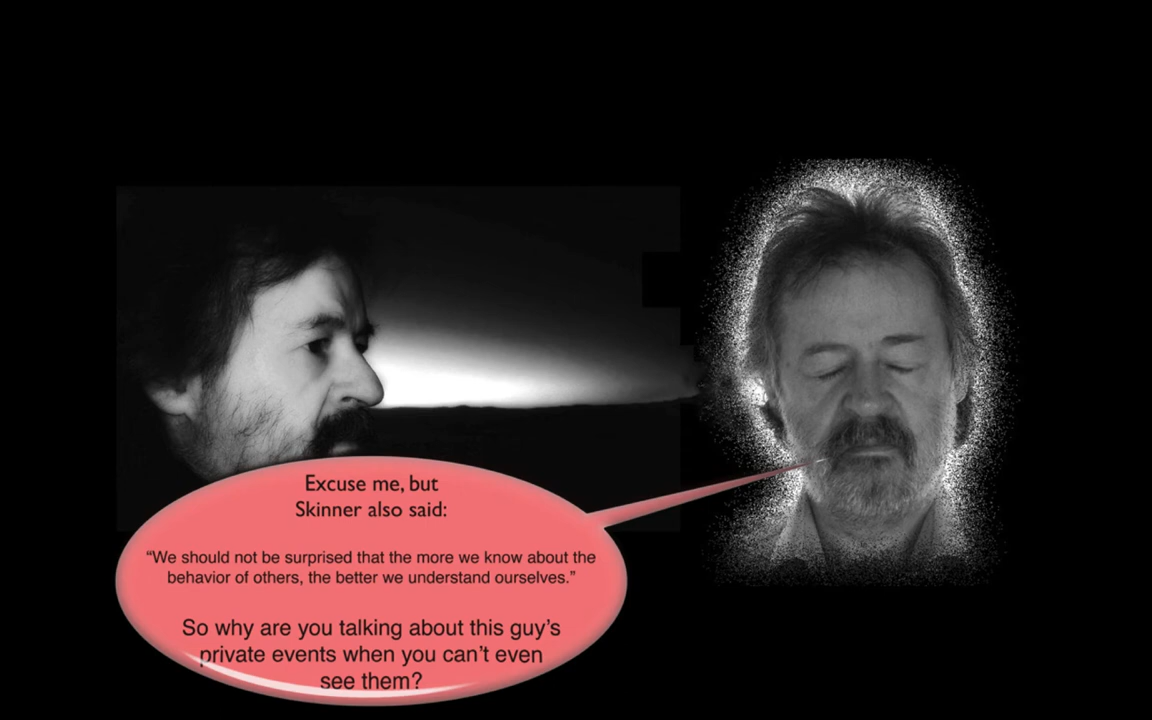 Excuse me, but
Skinner also said:
“We should not be surprised that the more we know about the
behavior of others, the better we understand ourselves.”
So why are you talking about this guy’s
private events when you can’t even
see them?